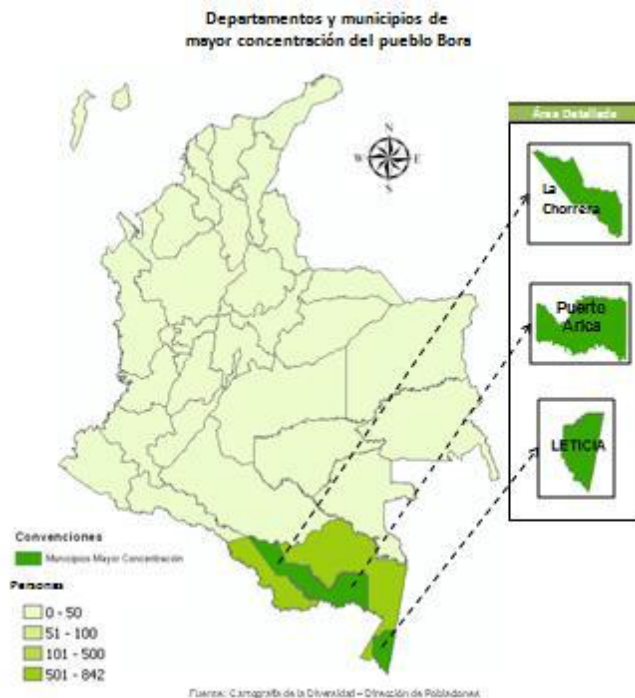 Departamentos y municipios de
mayor concentración del pueblo Bora
N
W
E
S
Área Detallada
La
Chorrera
Puerto
Arica
LETICIA
Convenciones
Municipios Mayor Concentración
Personas
0 - 50
51 - 100
101 - 500
501 - 842
Fuente: Cartografía de la Diversidad – Dirección de Poblaciones